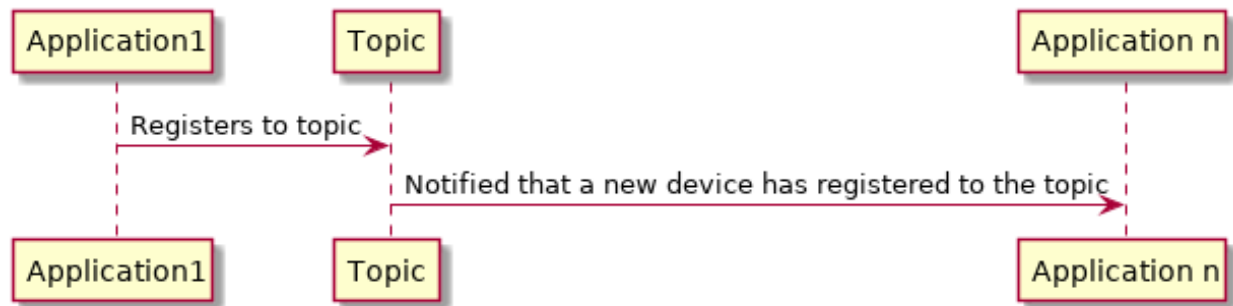 Application1
Topic
Application n
Registers to topic
Notified that a new device has registered to the topic
Application1
Topic
Application n